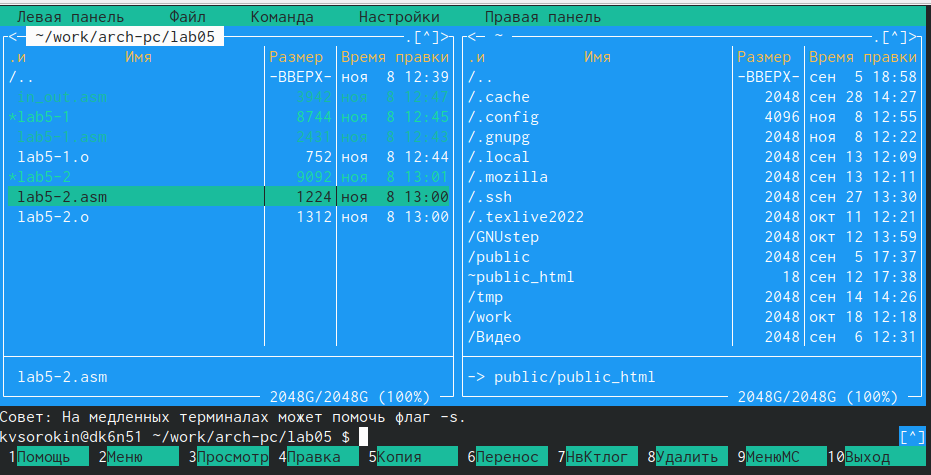 Левая панель Файл Команда Настройки Правая панель
<─ ~/work/arch-pc/lab05 .[^]>
.и Имя Размер Время правки
/.. -ВВЕРХ- ноя 8 12:39
in_out.asm 3942 ноя 8 12:47
*lab5-1 8744 ноя 8 12:45
lab5-1.asm 2431 ноя 8 12:43
lab5-1.o 752 ноя 8 12:44
*lab5-2 9092 ноя 8 13:01
lab5-2.asm 1224 ноя 8 13:00
lab5-2.o 1312 ноя 8 13:00
lab5-2.asm
2048G/2048G (100%)
<─ ~ .[^]>
.и Имя Размер Время правки
/.. -ВВЕРХ- сен 5 18:58
/.cache 2048 сен 28 14:27
/.config 4096 ноя 8 12:55
/.gnupg 2048 ноя 8 12:22
/.local 2048 сен 13 12:09
/.mozilla 2048 сен 13 12:11
/.ssh 2048 сен 27 13:30
/.texlive2022 2048 окт 11 12:21
/GNUstep 2048 окт 12 13:59
/public 2048 сен 5 17:37
~public_html 18 сен 12 17:38
/tmp 2048 сен 14 14:26
/work 2048 окт 18 12:18
/Видео 2048 сен 6 12:31
-> public/public_html
2048G/2048G (100%)
Совет: На медленных терминалах может помочь флаг -s.
kvsorokin@dk6n51 ~/work/arch-pc/lab05 $ [^]
1Помощь 2Меню 3Просмотр 4Правка 5Копия 6Перенос 7НвКтлог 8Удалить 9МенюМС 10Выход